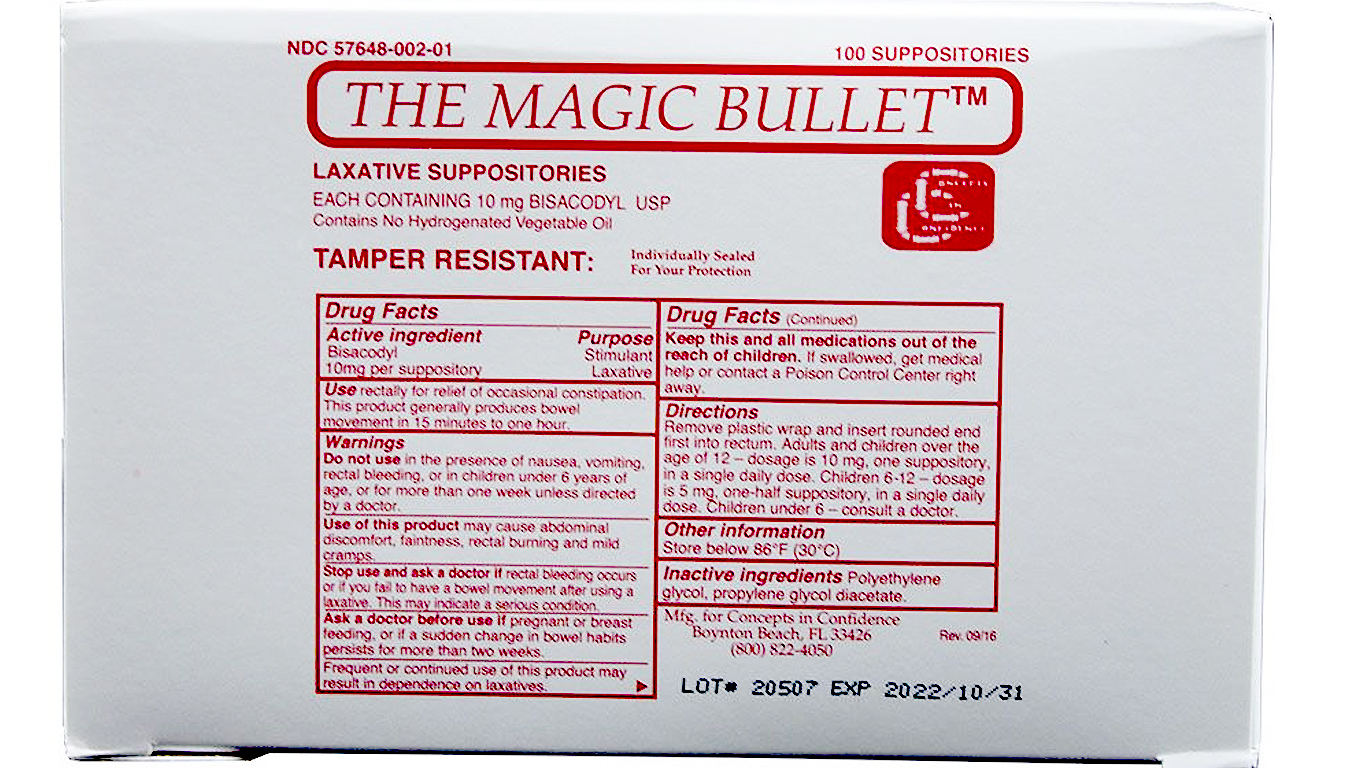 NDC 57648-002-01
100 SUPPOSITORIES
THE MAGIC BULLET™
LAXATIVE SUPPOSITORIES
EACH CONTAINING 10 mg BISACODYL USP
Contains No Hydrogenated Vegetable Oil
CONCEPTS
IN
CONFIDENCE
TAMPER RESISTANT:
Individually Sealed
For Your Protection
Drug Facts
Active ingredient Purpose
Bisacodyl Stimulant
10mg per suppository Laxative
Use rectally for relief of occasional constipation.
This product generally produces bowel
movement in 15 minutes to one hour.
Warnings
Do not use in the presence of nausea, vomiting,
rectal bleeding, or in children under 6 years of
age, or for more than one week unless directed
by a doctor.
Use of this product may cause abdominal
discomfort, faintness, rectal burning and mild
cramps.
Stop use and ask a doctor if rectal bleeding occurs
or if you fail to have a bowel movement after using a
laxative. This may indicate a serious condition.
Ask a doctor before use if pregnant or breast
feeding, or if a sudden change in bowel habits
persists for more than two weeks.
Frequent or continued use of this product may
result in dependence on laxatives.
Drug Facts (Continued)
Keep this and all medications out of the
reach of children. If swallowed, get medical
help or contact a Poison Control Center right
away.
Directions
Remove plastic wrap and insert rounded end
first into rectum. Adults and children over the
age of 12 – dosage is 10 mg, one suppository,
in a single daily dose. Children 6-12 – dosage
is 5 mg, one-half suppository, in a single daily
dose. Children under 6 – consult a doctor.
Other information
Store below 86°F (30°C)
Inactive ingredients Polyethylene
glycol, propylene glycol diacetate.
Mfg. for Concepts in Confidence
Boynton Beach, FL 33426
(800) 822-4050
Rev. 09/16
LOT# 20507 EXP 2022/10/31